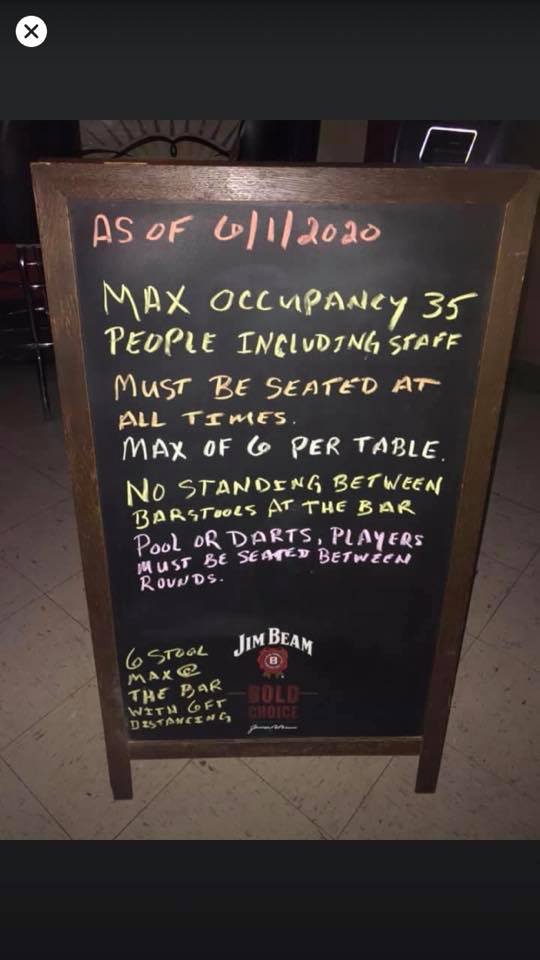 AS OF 6/1/2020
MAX OCCUPANCY 35
PEOPLE INCLUDING STAFF
MUST BE SEATED AT
ALL TIMES.
MAX OF 6 PER TABLE.
NO STANDING BETWEEN
BARSTOOLS AT THE BAR
POOL OR DARTS, PLAYERS
MUST BE SEATED BETWEEN
ROUNDS.
6 STOOL
MAX @
THE BAR
WITH 6FT
DISTANCING
JIM BEAM
B
BOLD
CHOICE